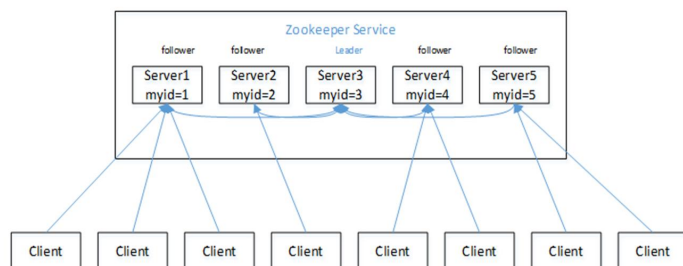 Zookeeper Service
follower follower Leader follower follower
Server1 Server2 Server3 Server4 Server5
myid=1 myid=2 myid=3 myid=4 myid=5
Client Client Client Client Client Client Client Client